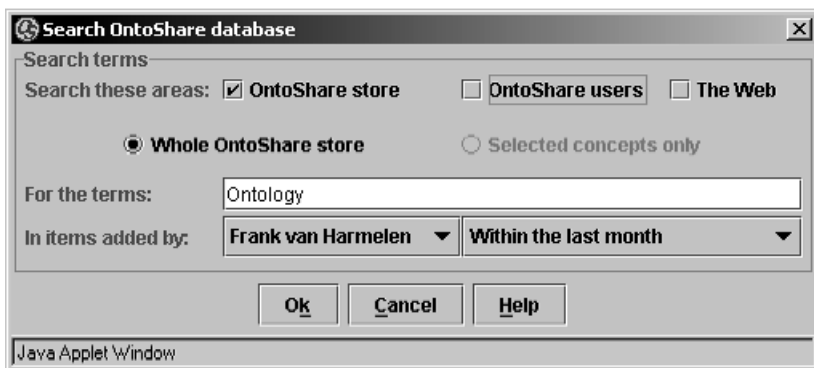 Search OntoShare database
Search terms
Search these areas: OntoShare store OntoShare users The Web
Whole OntoShare store Selected concepts only
For the terms: Ontology
In items added by: Frank van Harmelen Within the last month
Ok Cancel Help
Java Applet Window